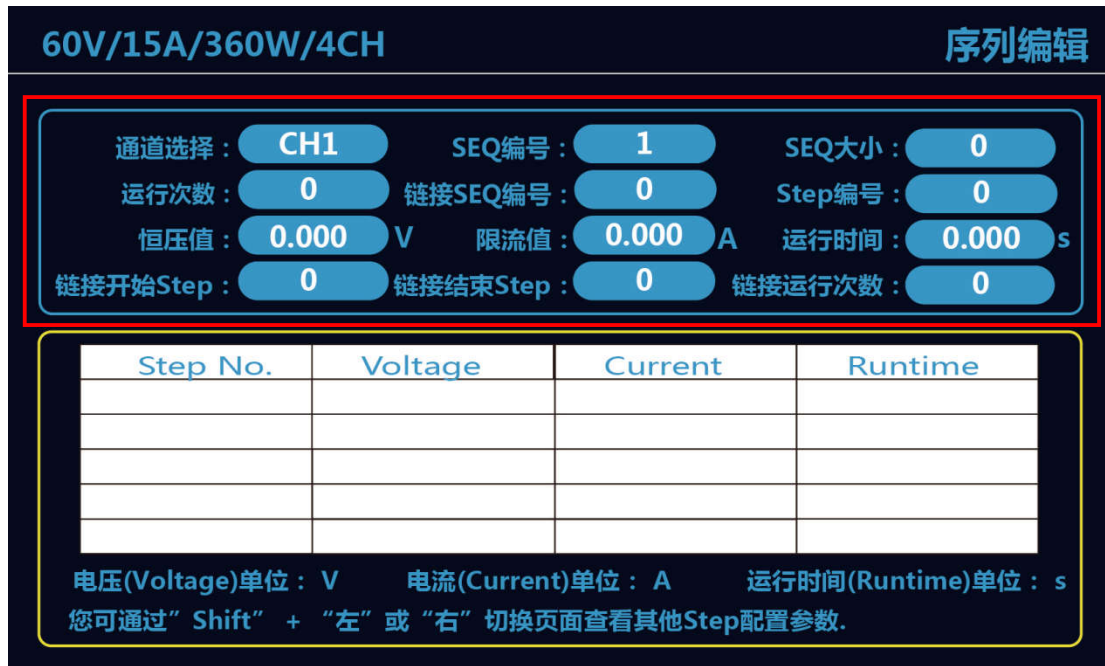 60V/15A/360W/4CH 序列编辑
通道选择： CH1 SEQ编号： 1 SEQ大小： 0
运行次数： 0 链接SEQ编号： 0 Step编号： 0
恒压值： 0.000 V 限流值： 0.000 A 运行时间： 0.000 s
链接开始Step： 0 链接结束Step： 0 链接运行次数： 0
Step No. Voltage Current Runtime
电压(Voltage)单位： V 电流(Current)单位： A 运行时间(Runtime)单位： s
您可通过”Shift” + “左”或“右”切换页面查看其他Step配置参数.